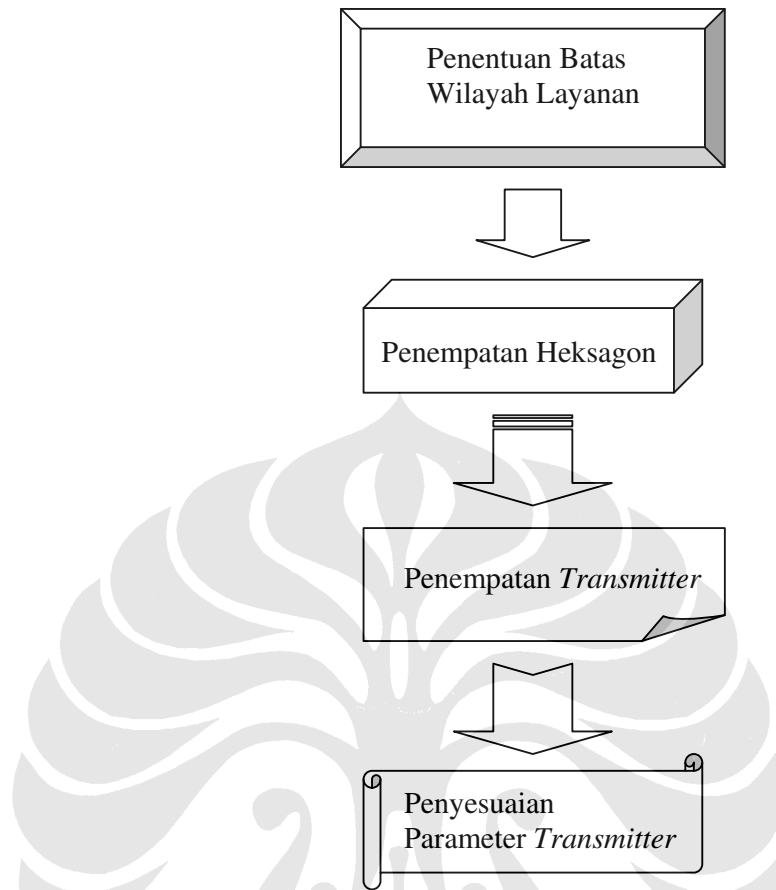 Penentuan Batas
Wilayah Layanan
Penempatan Heksagon
Penempatan Transmitter
Penyesuaian
Parameter Transmitter